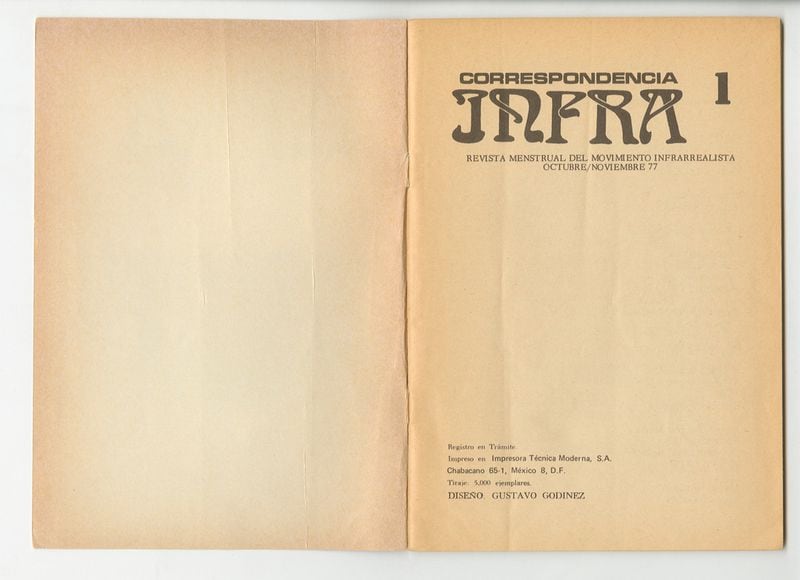 CORRESPONDENCIA
INFRA 1
REVISTA MENSTRUAL DEL MOVIMIENTO INFRARREALISTA
OCTUBRE/NOVIEMBRE 77
Registro en Trámite.
Impreso en Impresora Técnica Moderna, S.A.
Chabacano 65-1, México 8, D.F.
Tiraje: 5,000 ejemplares.
DISEÑO: GUSTAVO GODINEZ